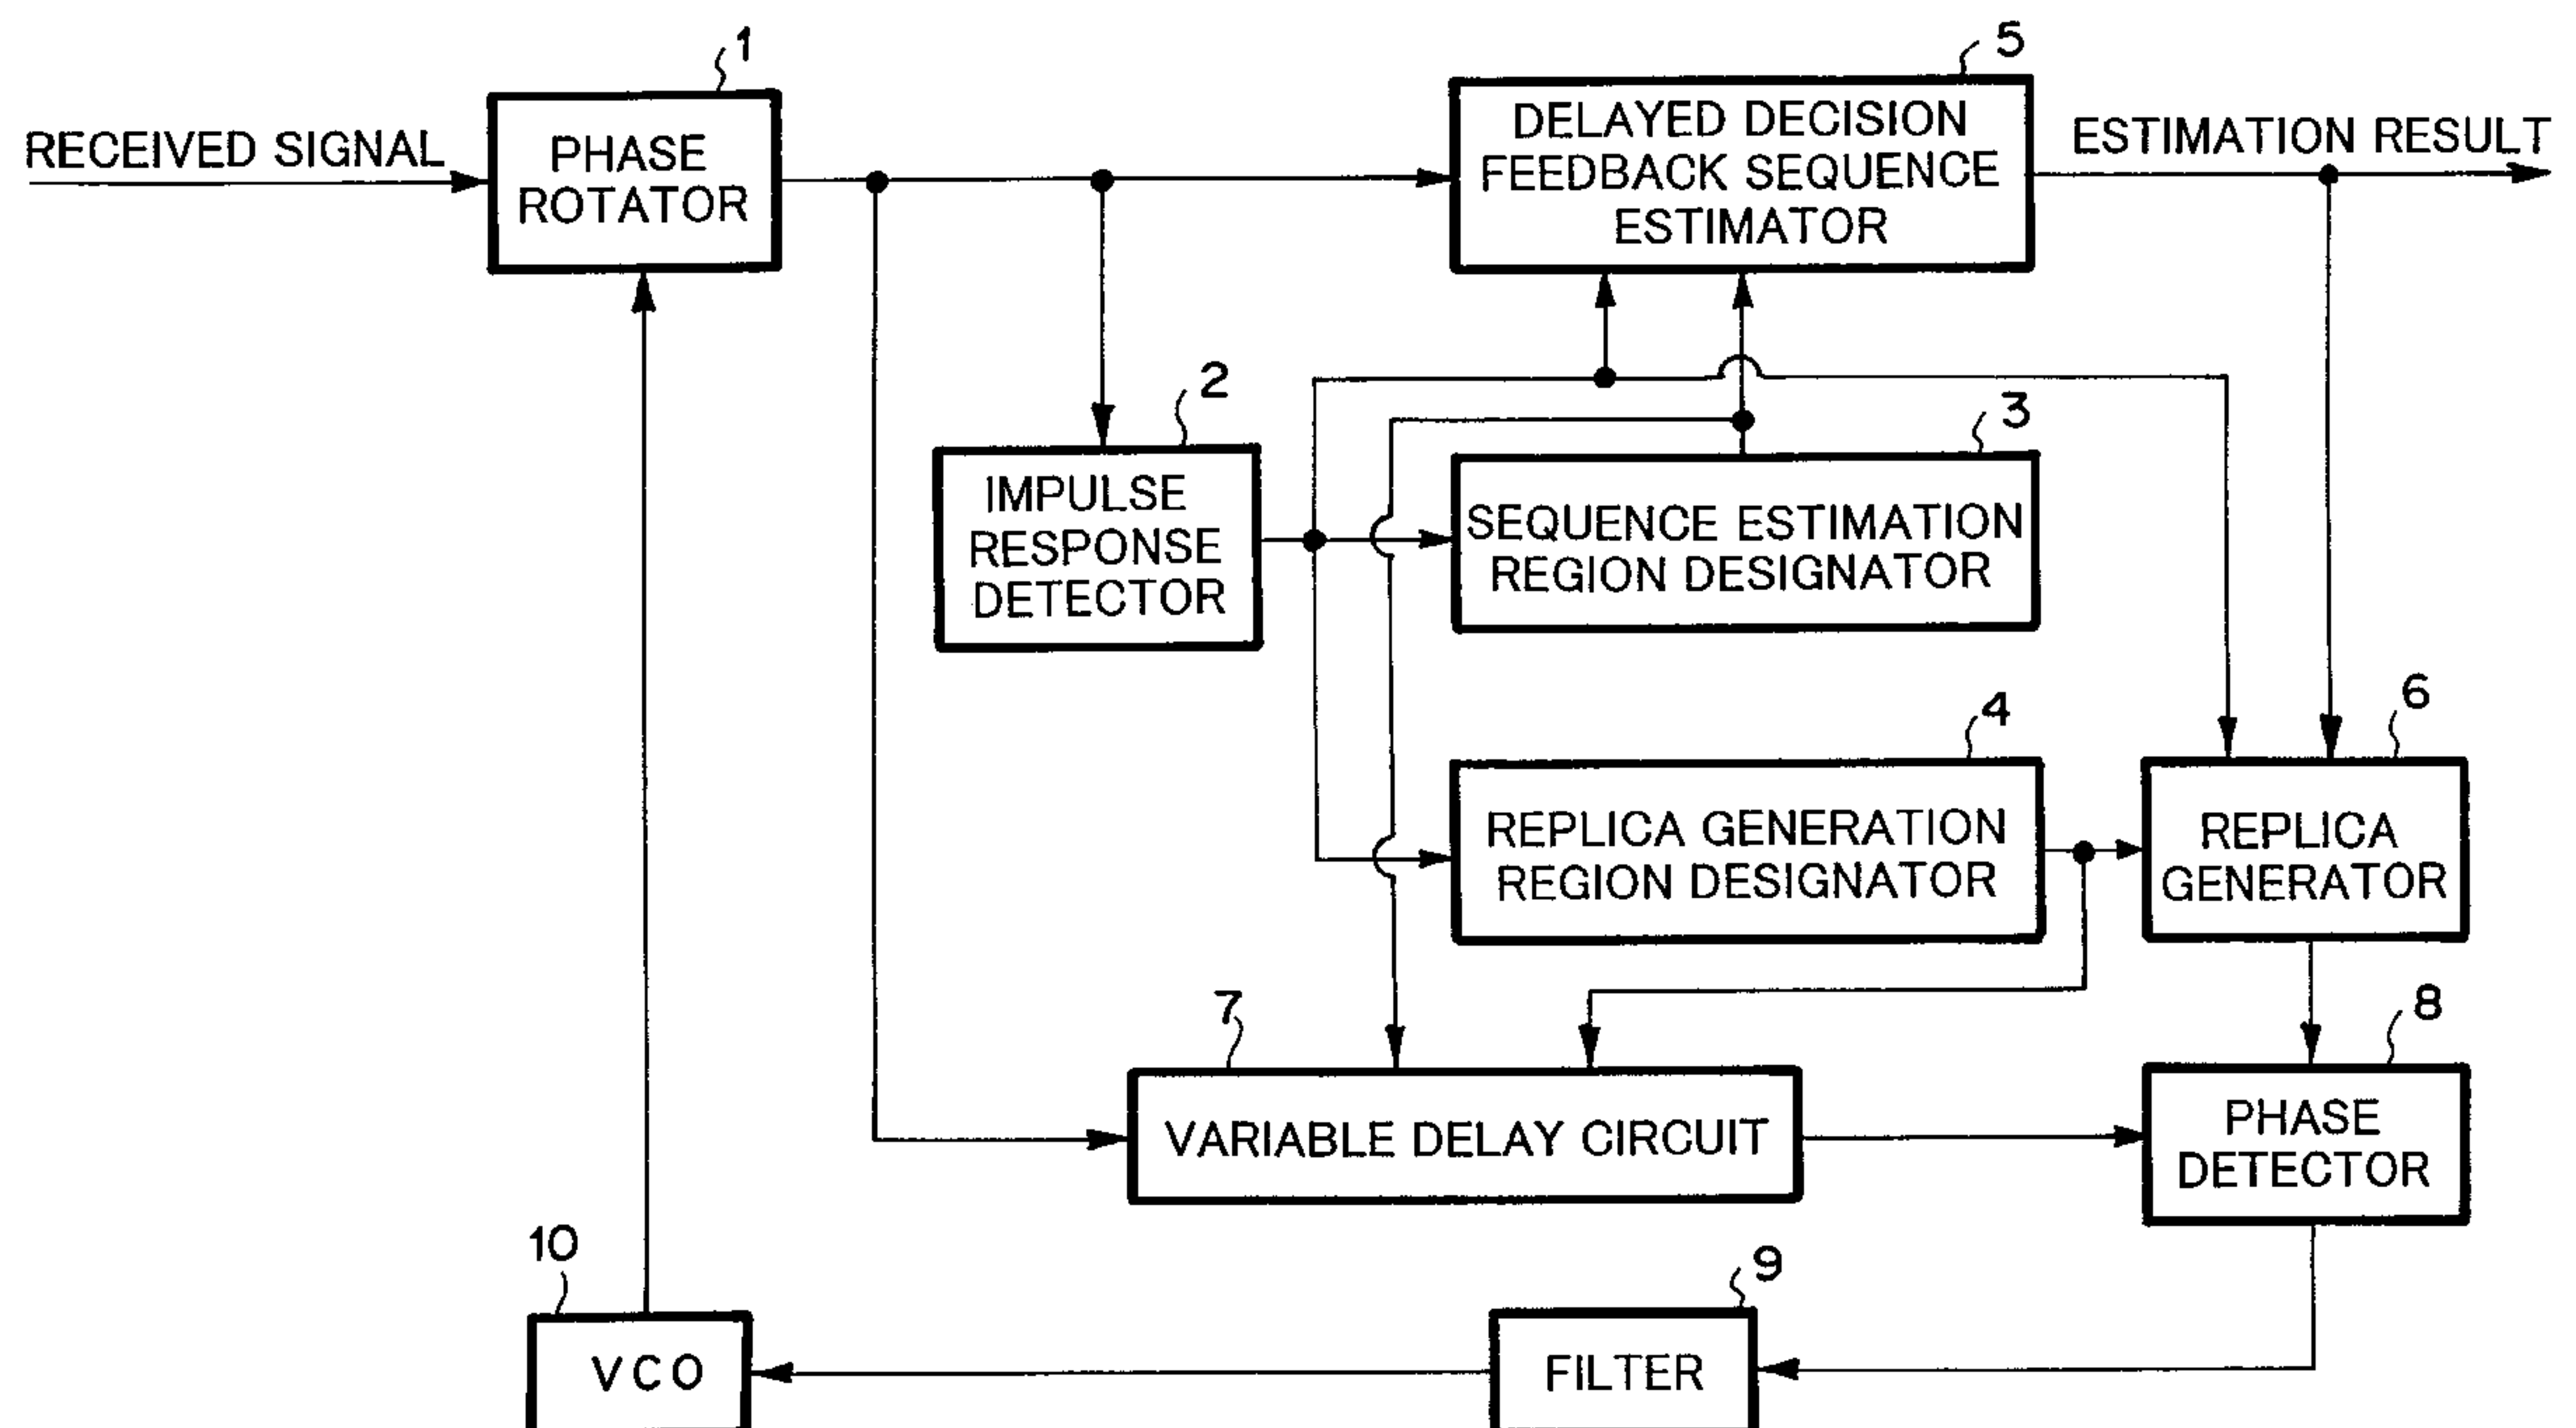 1
5
RECEIVED SIGNAL
PHASE
ROTATOR
DELAYED DECISION
FEEDBACK SEQUENCE
ESTIMATOR
ESTIMATION RESULT
2
3
IMPULSE
RESPONSE
DETECTOR
SEQUENCE ESTIMATION
REGION DESIGNATOR
4
6
REPLICA GENERATION
REGION DESIGNATOR
REPLICA
GENERATOR
7
8
VARIABLE DELAY CIRCUIT
PHASE
DETECTOR
10
9
VCO
FILTER